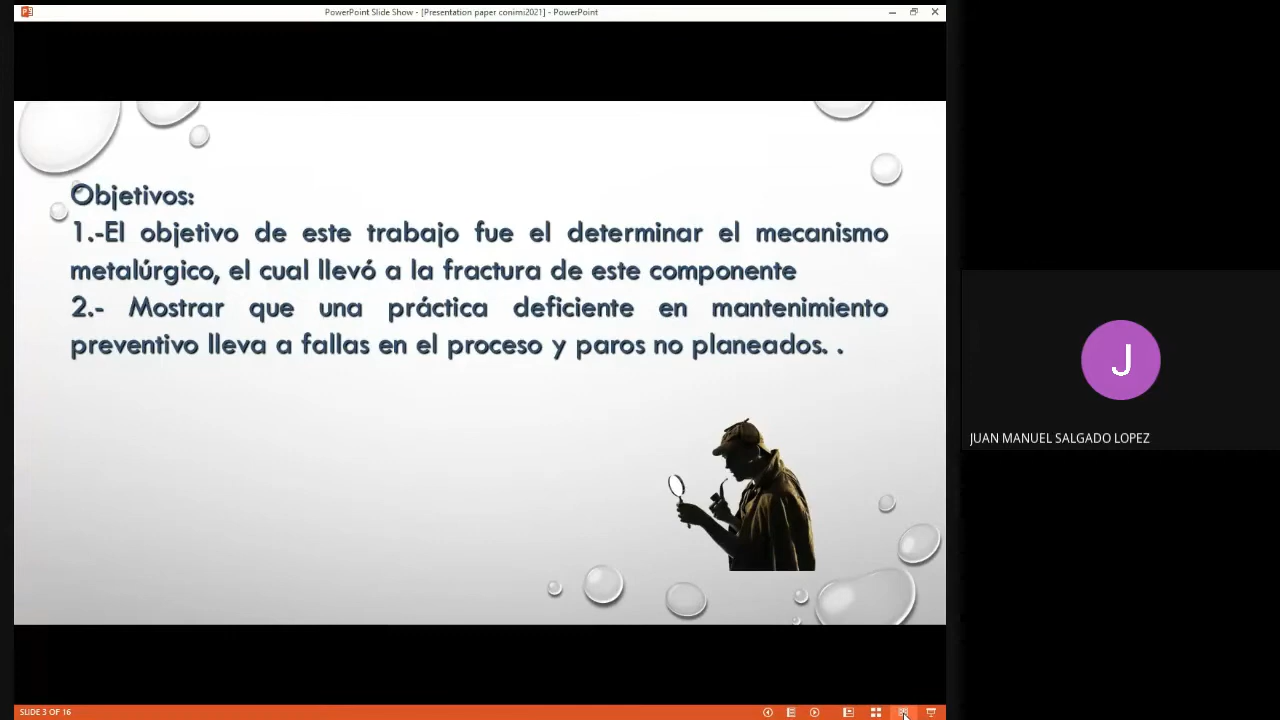 PowerPoint Slide Show - [Presentation paper conimi2021] - PowerPoint
Objetivos:
1.-El objetivo de este trabajo fue el determinar el mecanismo
metalúrgico, el cual llevó a la fractura de este componente
2.- Mostrar que una práctica deficiente en mantenimiento
preventivo lleva a fallas en el proceso y paros no planeados. .
J
JUAN MANUEL SALGADO LOPEZ
SLIDE 3 OF 16